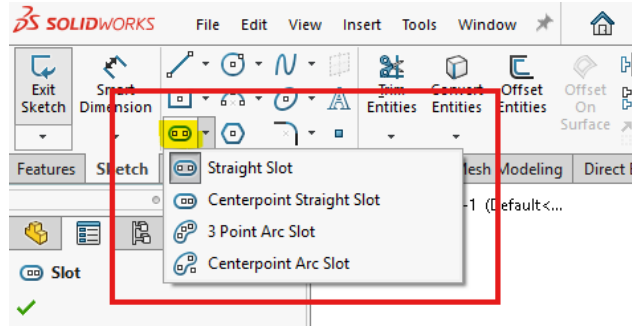 SOLIDWORKS File Edit View Insert Tools Window
Exit Sketch
Smart Dimension
Trim Entities
Convert Entities
Offset Entities
Offset On Surface
Features Sketch Mesh Modeling Direct
Straight Slot
Centerpoint Straight Slot
-1 (Default<...
3 Point Arc Slot
Centerpoint Arc Slot
Slot